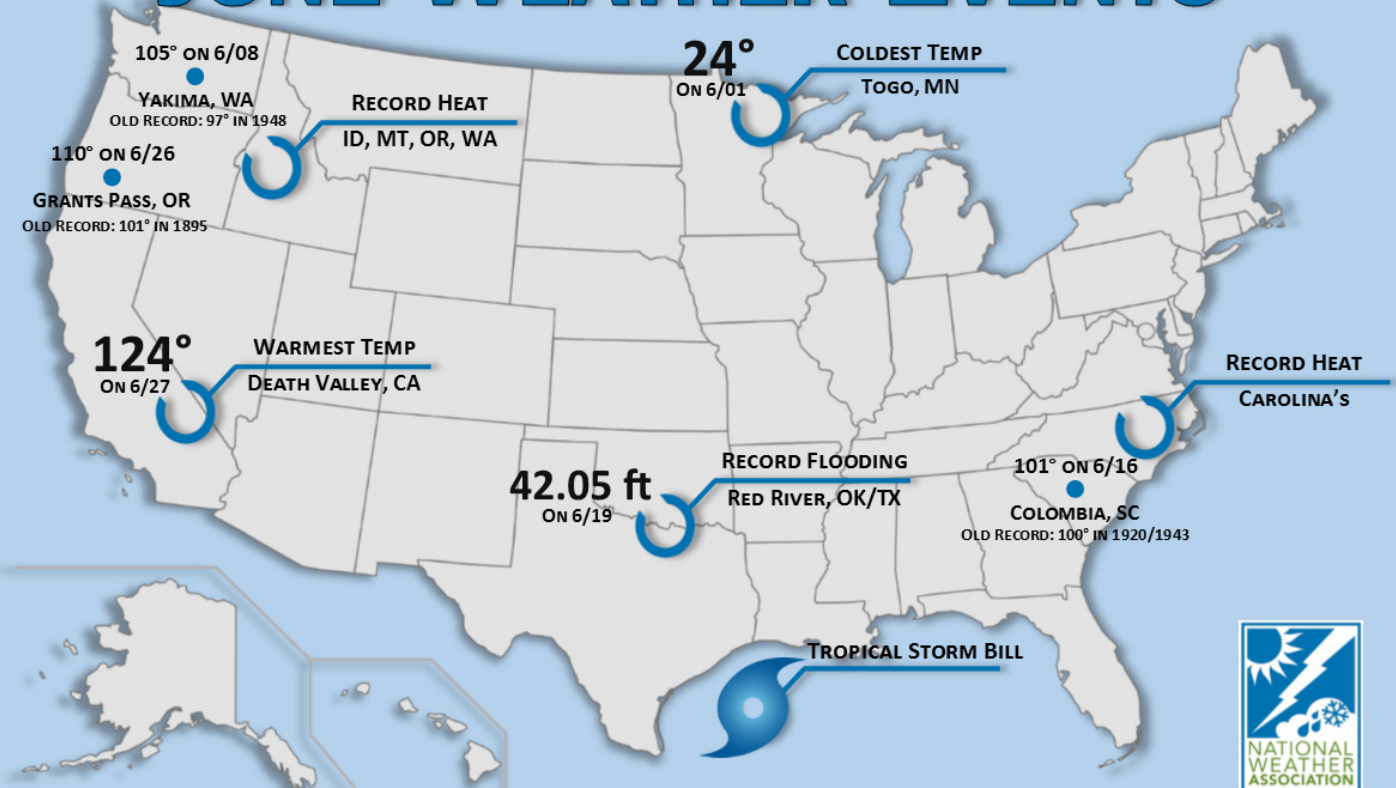 JUNE WEATHER EVENTS
105° ON 6/08
YAKIMA, WA
OLD RECORD: 97° IN 1948
110° ON 6/26
GRANTS PASS, OR
OLD RECORD: 101° IN 1895
RECORD HEAT
ID, MT, OR, WA
24°
ON 6/01
COLDEST TEMP
TOGO, MN
124°
ON 6/27
WARMEST TEMP
DEATH VALLEY, CA
42.05 ft
ON 6/19
RECORD FLOODING
RED RIVER, OK/TX
RECORD HEAT
CAROLINA'S
101° ON 6/16
COLOMBIA, SC
OLD RECORD: 100° IN 1920/1943
TROPICAL STORM BILL
NATIONAL
WEATHER
ASSOCIATION